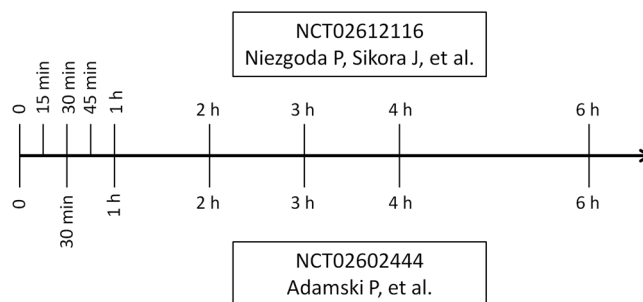 NCT02612116
Niezgoda P, Sikora J, et al.
0
15 min
30 min
45 min
1 h
2 h
3 h
4 h
6 h
0
30 min
1 h
2 h
3 h
4 h
6 h
NCT02602444
Adamski P, et al.